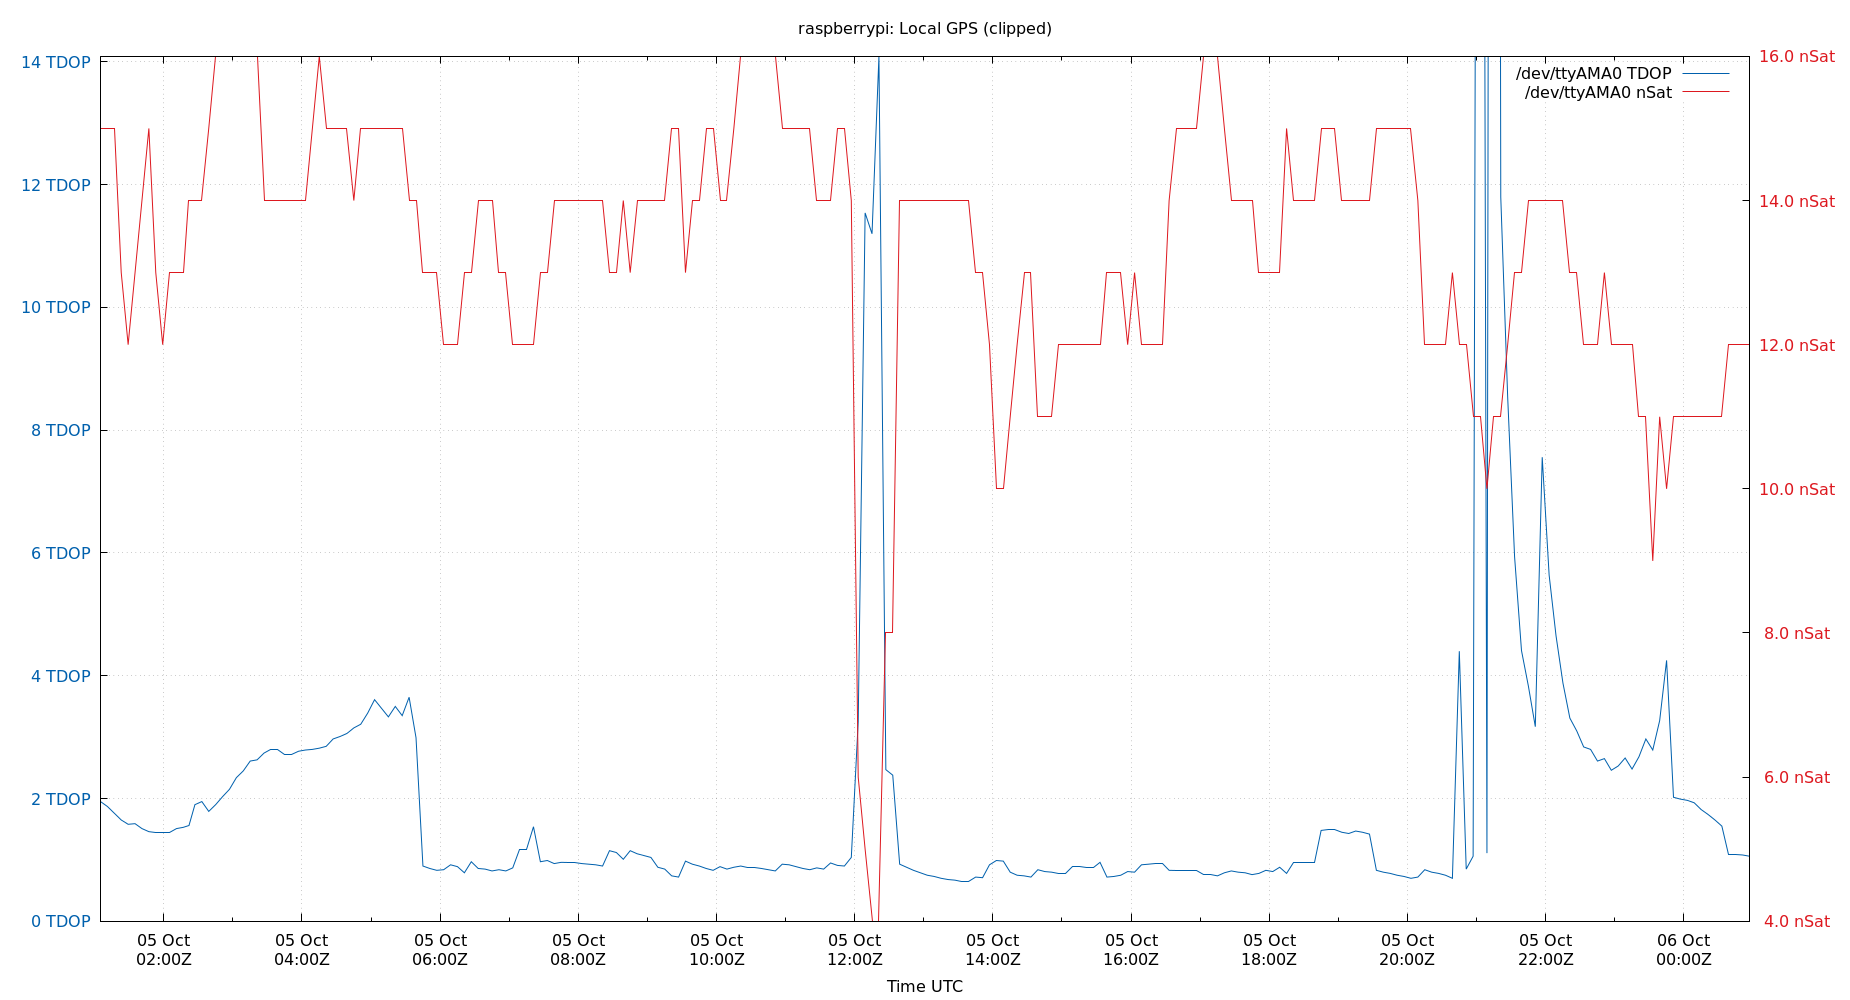 raspberrypi: Local GPS (clipped)
14 TDOP
12 TDOP
10 TDOP
8 TDOP
6 TDOP
4 TDOP
2 TDOP
0 TDOP
16.0 nSat
14.0 nSat
12.0 nSat
10.0 nSat
8.0 nSat
6.0 nSat
4.0 nSat
/dev/ttyAMA0 TDOP
/dev/ttyAMA0 nSat
05 Oct 05 Oct 05 Oct 05 Oct 05 Oct 05 Oct 05 Oct 05 Oct 05 Oct 05 Oct 05 Oct 06 Oct
02:00Z 04:00Z 06:00Z 08:00Z 10:00Z 12:00Z 14:00Z 16:00Z 18:00Z 20:00Z 22:00Z 00:00Z
Time UTC